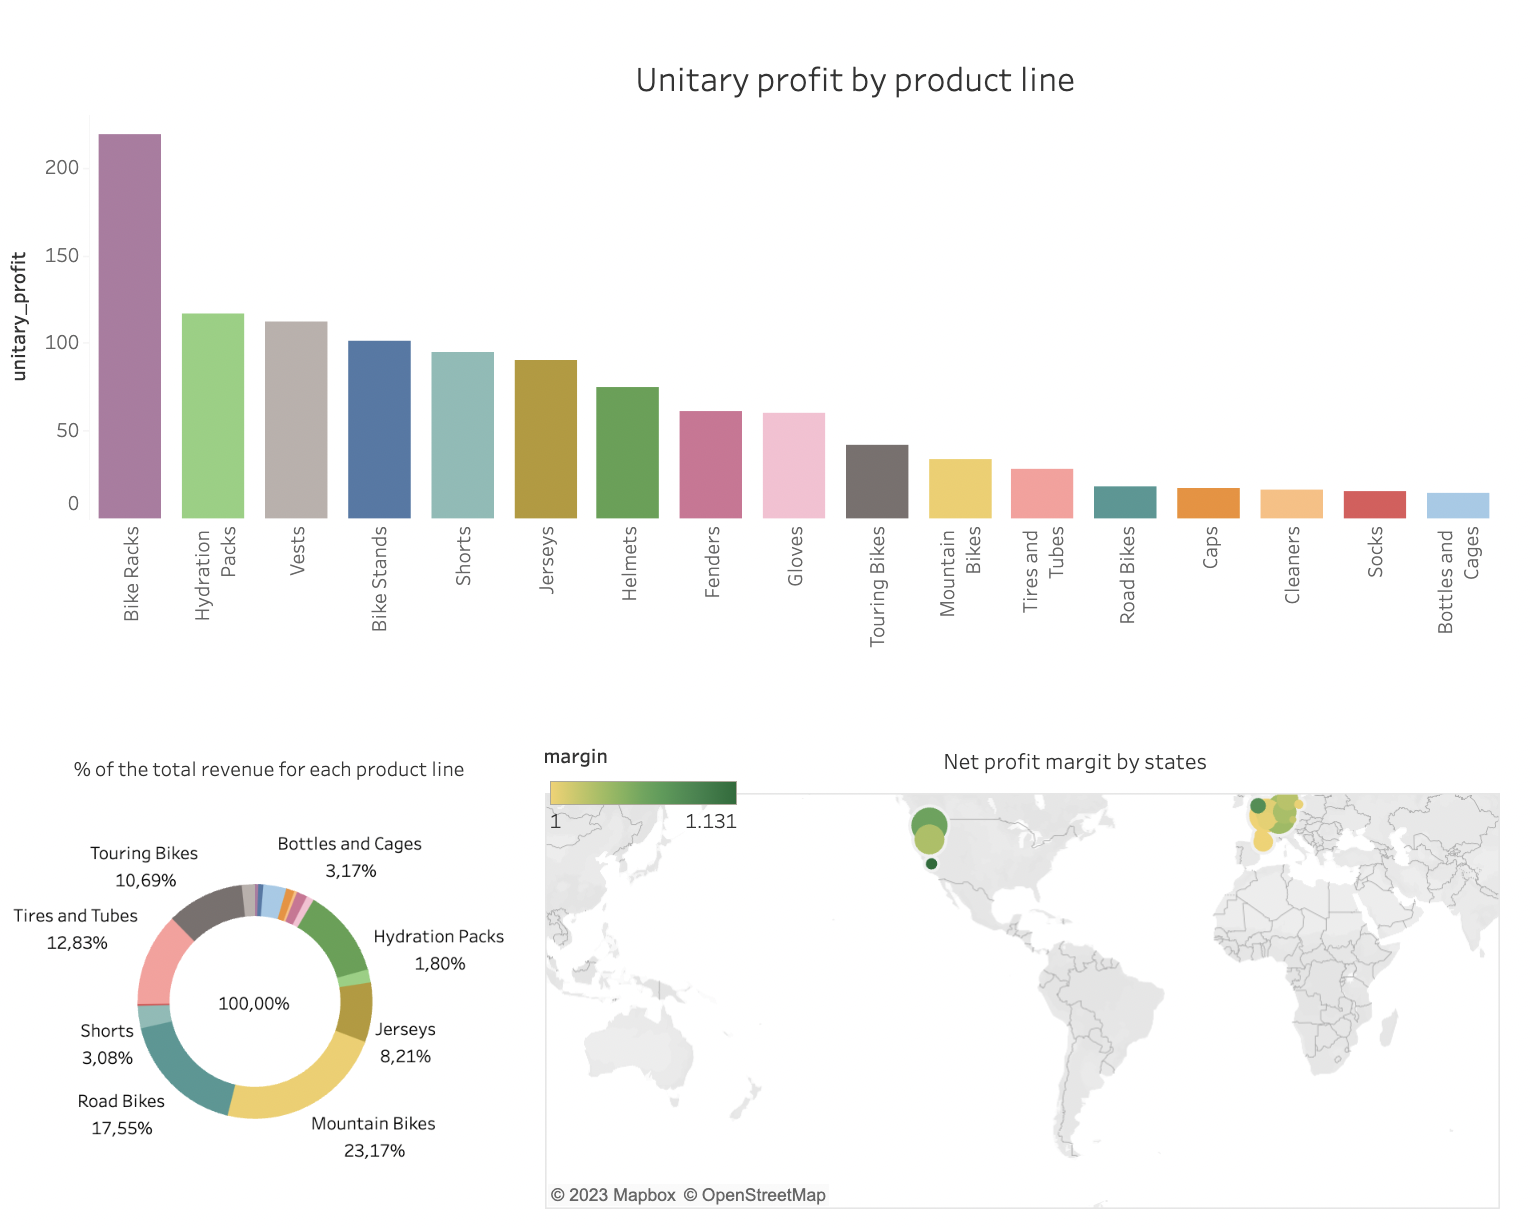 Unitary profit by product line
unitary_profit
200
150
100
50
0
Bike Racks
Hydration
Packs
Vests
Bike Stands
Shorts
Jerseys
Helmets
Fenders
Gloves
Touring Bikes
Mountain
Bikes
Tires and
Tubes
Road Bikes
Caps
Cleaners
Socks
Bottles and
Cages
% of the total revenue for each product line
Touring Bikes
10,69%
Bottles and Cages
3,17%
Tires and Tubes
12,83%
Hydration Packs
1,80%
100,00%
Shorts
3,08%
Jerseys
8,21%
Road Bikes
17,55%
Mountain Bikes
23,17%
margin
1
1.131
Net profit margit by states
© 2023 Mapbox © OpenStreetMap